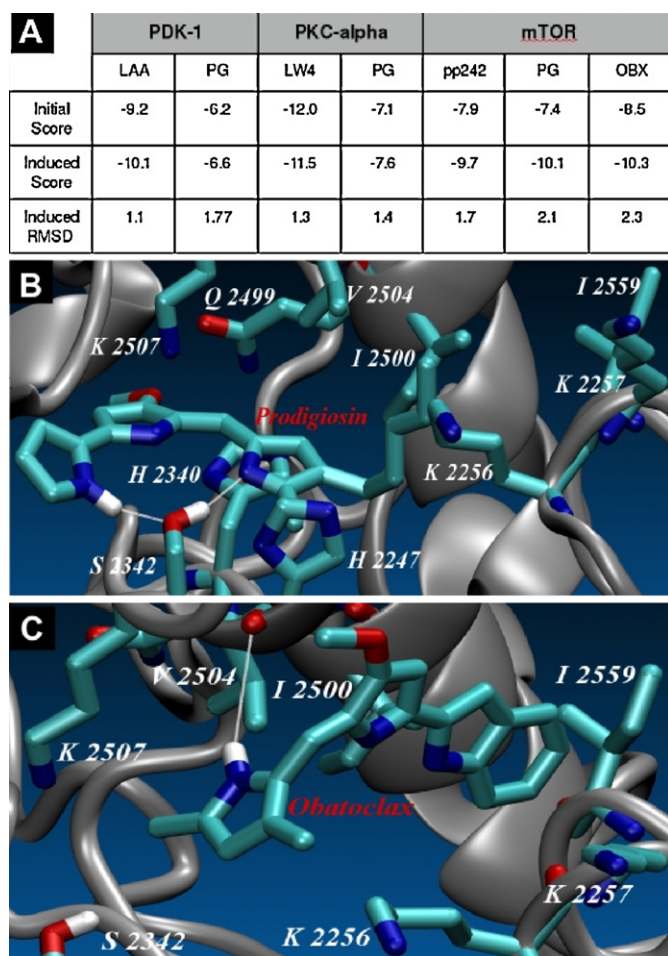 A
PDK-1 PKC-alpha mTOR
LAA PG LW4 PG pp242 PG OBX
Initial Score -9.2 -6.2 -12.0 -7.1 -7.9 -7.4 -8.5
Induced Score -10.1 -6.6 -11.5 -7.6 -9.7 -10.1 -10.3
Induced RMSD 1.1 1.77 1.3 1.4 1.7 2.1 2.3
B
Q 2499 V 2504 I 2559
K 2507 I 2500 K 2257
Prodigiosin
H 2340 K 2256
S 2342 H 2247
C
V 2504 I 2500 I 2559
K 2507
Obatoclax
K 2257
S 2342 K 2256